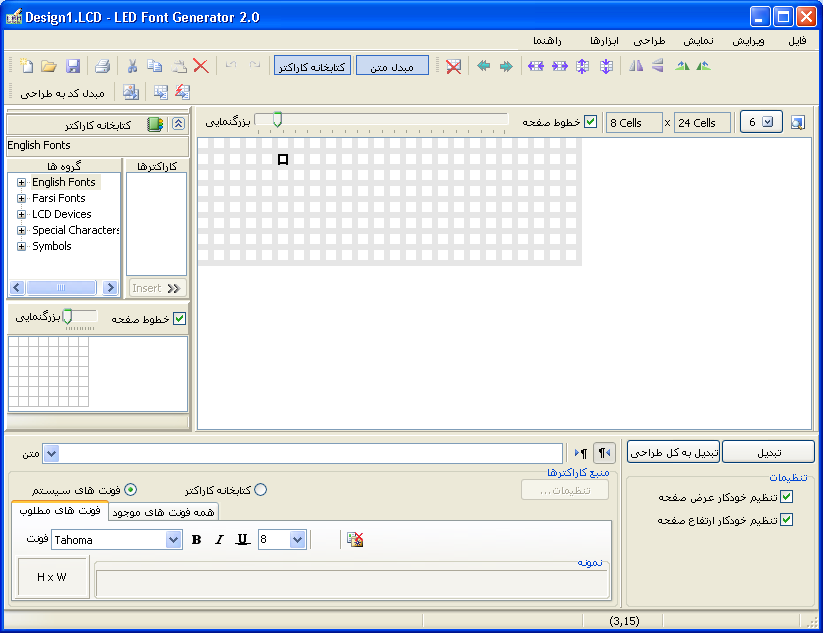 Design1.LCD - LED Font Generator 2.0
فایل ویرایش نمایش طراحی ابزارها راهنما
کتابخانه کاراکتر مبدل متن
مبدل کد به طراحی
کتابخانه کاراکتر
English Fonts
گروه ها کاراکترها
English Fonts
Farsi Fonts
LCD Devices
Special Characters
Symbols
Insert
بزرگنمایی خطوط صفحه
بزرگنمایی خطوط صفحه 8 Cells x 24 Cells 6
متن
منبع کاراکترها
فونت های سیستم کتابخانه کاراکتر تنظیمات...
فونت های مطلوب همه فونت های موجود
فونت Tahoma B I U 8
H x W
نمونه
تبدیل به کل طراحی تبدیل
تنظیمات
تنظیم خودکار عرض صفحه
تنظیم خودکار ارتفاع صفحه
(3,15)